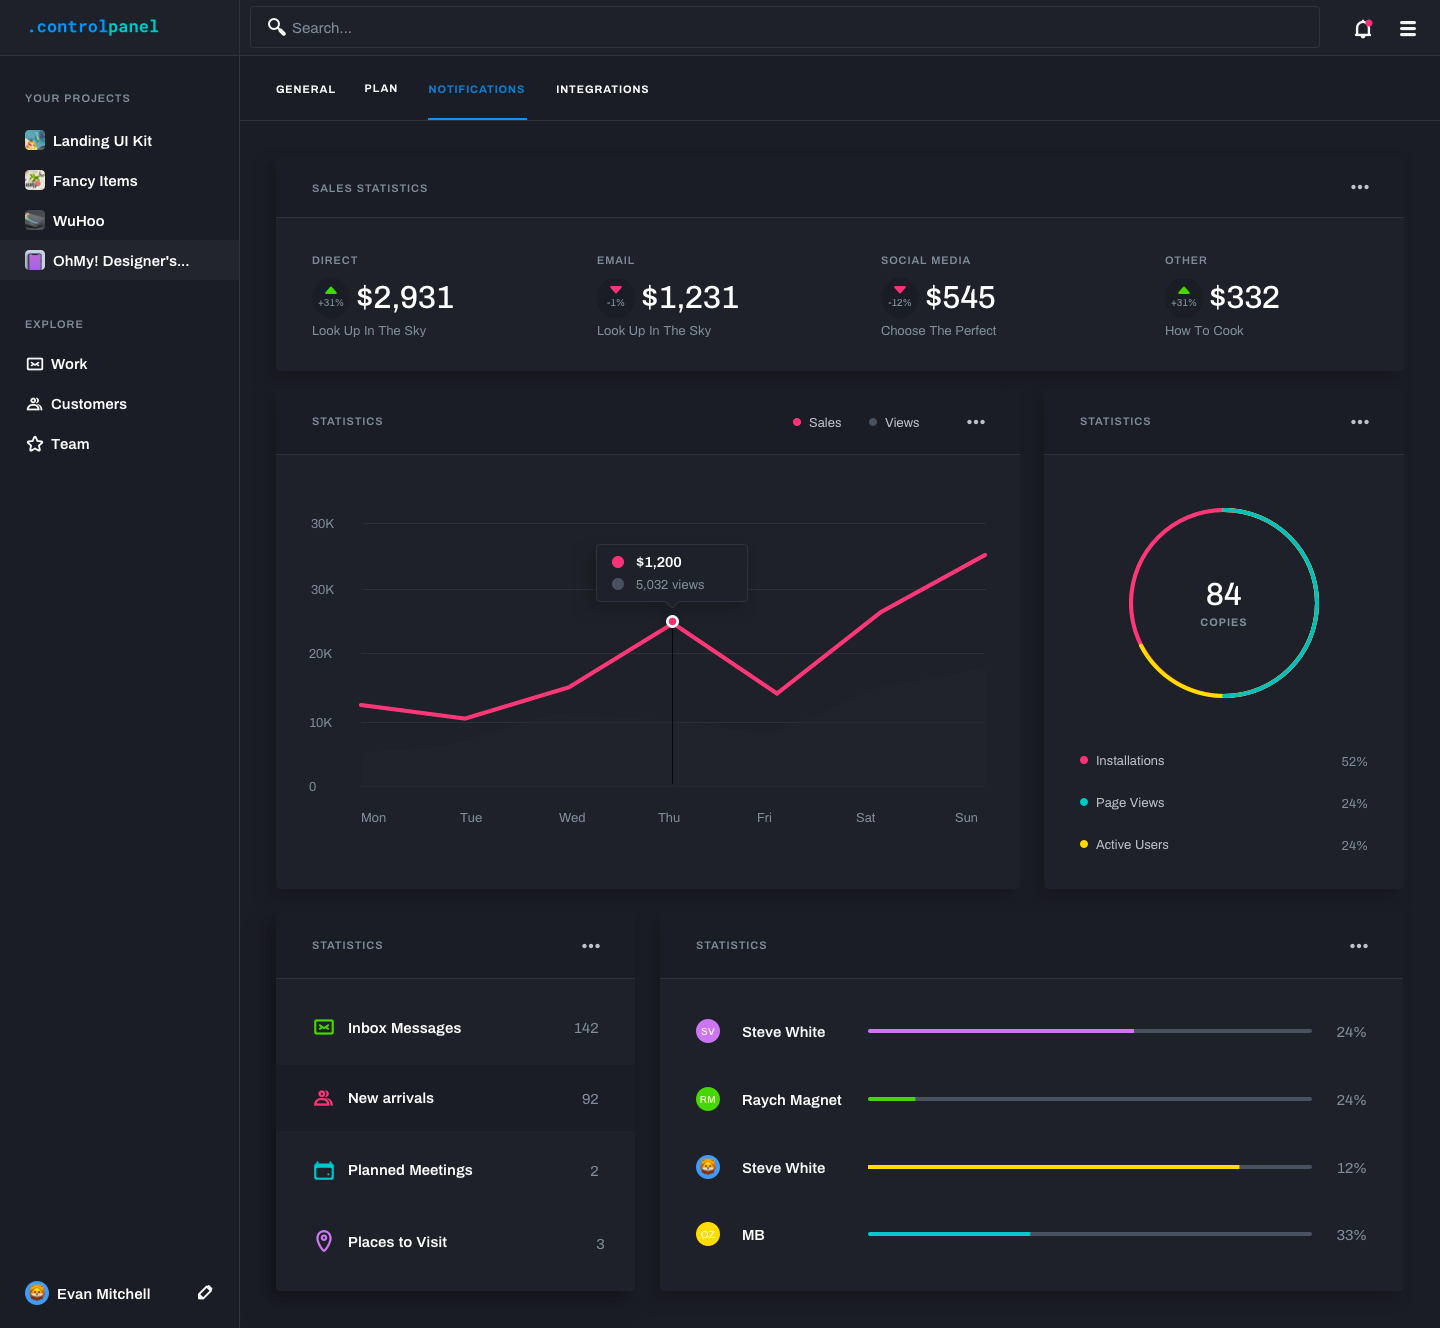 .controlpanel
Search...
YOUR PROJECTS
Landing UI Kit
Fancy Items
WuHoo
OhMy! Designer's...
EXPLORE
Work
Customers
Team
Evan Mitchell
GENERAL PLAN NOTIFICATIONS INTEGRATIONS
SALES STATISTICS
DIRECT
+31% $2,931
Look Up In The Sky
EMAIL
-1% $1,231
Look Up In The Sky
SOCIAL MEDIA
-12% $545
Choose The Perfect
OTHER
+31% $332
How To Cook
STATISTICS
Sales Views
30K
30K
20K
10K
0
$1,200
5,032 views
Mon Tue Wed Thu Fri Sat Sun
STATISTICS
84
COPIES
Installations 52%
Page Views 24%
Active Users 24%
STATISTICS
Inbox Messages 142
New arrivals 92
Planned Meetings 2
Places to Visit 3
STATISTICS
SV Steve White 24%
RM Raych Magnet 24%
Steve White 12%
OZ MB 33%